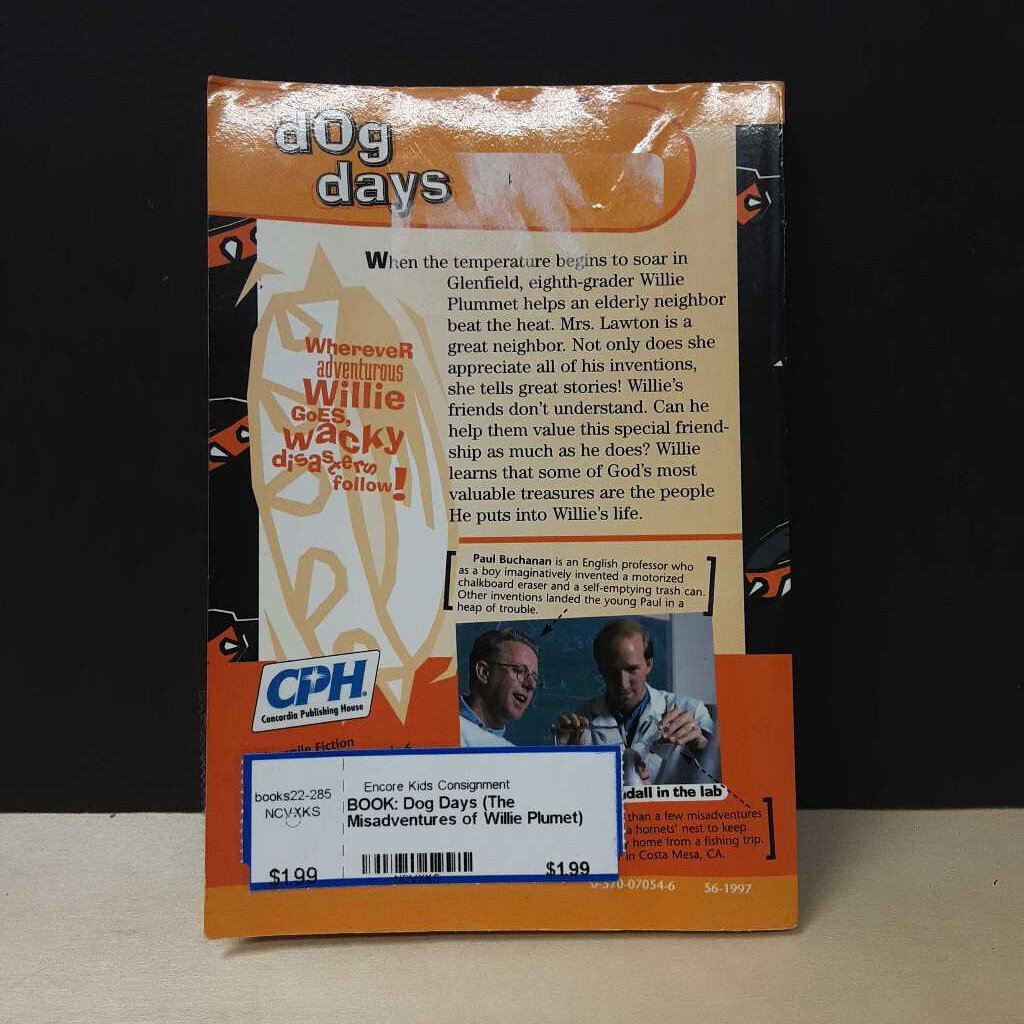 dOg
days
When the temperature begins to soar in
Glenfield, eighth-grader Willie
Plummet helps an elderly neighbor
beat the heat. Mrs. Lawton is a
great neighbor. Not only does she
appreciate all of his inventions,
she tells great stories! Willie's
friends don't understand. Can he
help them value this special friend-
ship as much as he does? Willie
learns that some of God's most
valuable treasures are the people
He puts into Willie's life.
WhereveR
adventurous
Willie
GoES,
wacky
disasters
follow!
Paul Buchanan is an English professor who
as a boy imaginatively invented a motorized
chalkboard eraser and a self-emptying trash can.
Other inventions landed the young Paul in a
heap of trouble.
CPH®
Concordia Publishing House
Fiction
in the lab
than a few misadventures
a hornets' nest to keep
home from a fishing trip.
in Costa Mesa, CA.
0-570-07054-6 56-1997
books22-285
NCVXKS
$1.99
Encore Kids Consignment
BOOK: Dog Days (The
Misadventures of Willie Plumet)
NCVXKS
$1.99